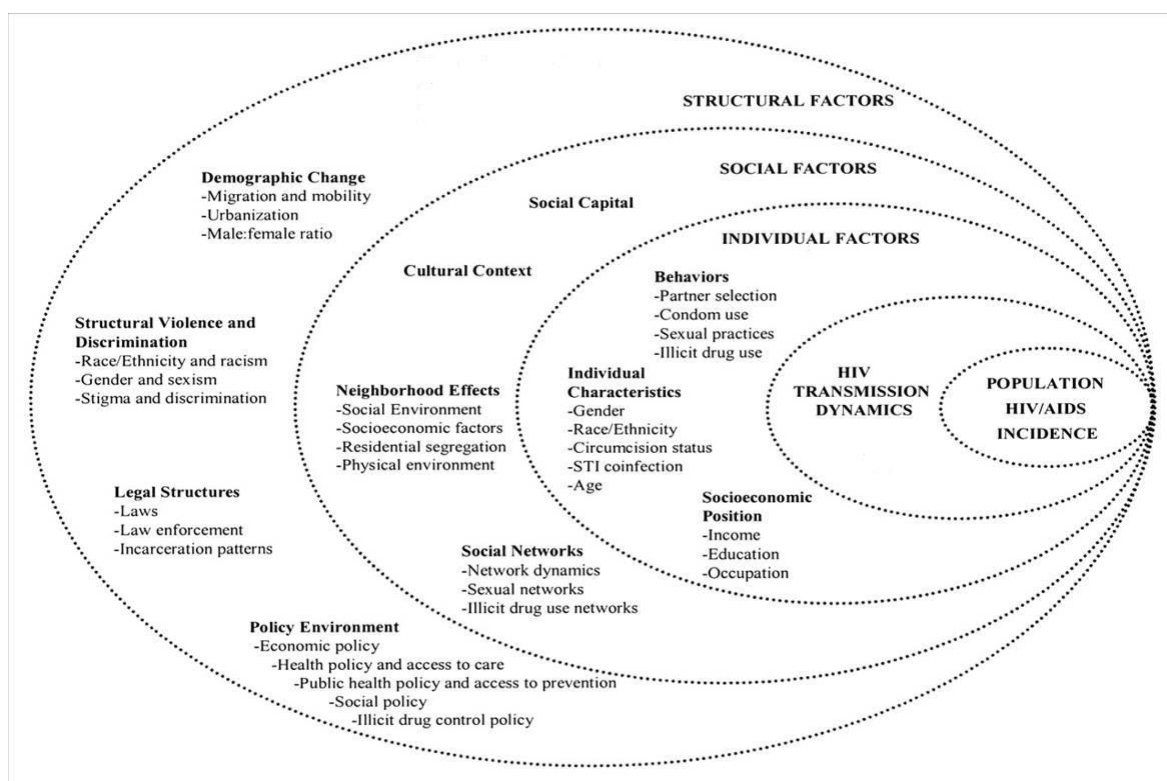 STRUCTURAL FACTORS
Demographic Change
-Migration and mobility
-Urbanization
-Male:female ratio
Structural Violence and
Discrimination
-Race/Ethnicity and racism
-Gender and sexism
-Stigma and discrimination
Legal Structures
-Laws
-Law enforcement
-Incarceration patterns
Policy Environment
-Economic policy
-Health policy and access to care
-Public health policy and access to prevention
-Social policy
-Illicit drug control policy
SOCIAL FACTORS
Social Capital
Cultural Context
Neighborhood Effects
-Social Environment
-Socioeconomic factors
-Residential segregation
-Physical environment
Social Networks
-Network dynamics
-Sexual networks
-Illicit drug use networks
INDIVIDUAL FACTORS
Behaviors
-Partner selection
-Condom use
-Sexual practices
-Illicit drug use
Individual
Characteristics
-Gender
-Race/Ethnicity
-Circumcision status
-STI coinfection
-Age
Socioeconomic
Position
-Income
-Education
-Occupation
HIV
TRANSMISSION
DYNAMICS
POPULATION
HIV/AIDS
INCIDENCE